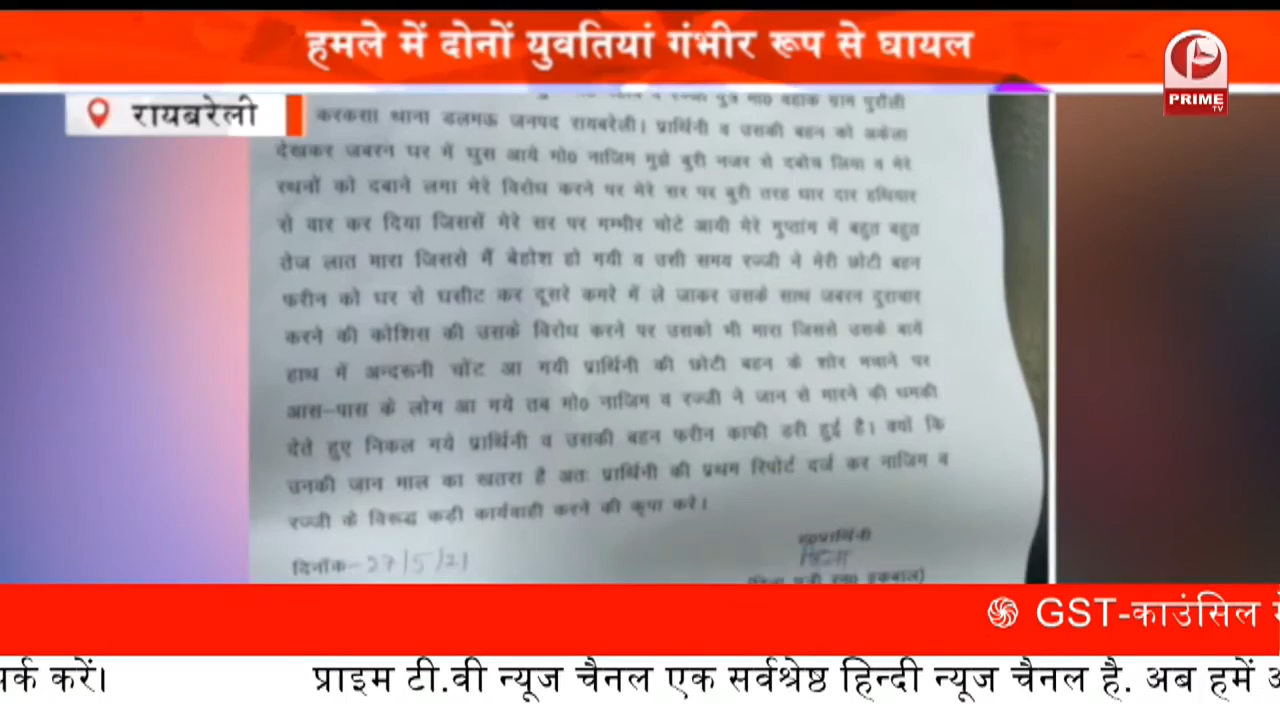 हमले में दोनों युवतियां गंभीर रूप से घायल
PRIME
TV
रायबरेली
करकसा थाना डलमऊ जनपद रायबरेली। प्रार्थिनी व उसकी बहन को अकेला
देखकर जबरन घर में घुस आये मो0 नाजिम मुझे बुरी नजर से दबोच लिया व मेरे
स्थनों को दबाने लगा मेरे विरोध करने पर मेरे सर पर बुरी तरह धार दार हथियार
से वार कर दिया जिससें मेरे सर पर गम्भीर चोटे आयी मेरे गुप्तांग में बहुत बहुत
तेज लात मारा जिससे मैं बेहोश हो गयी व उसी समय रज्जी ने मेरी छोटी बहन
फरीन को घर से घसीट कर दूसरे कमरे में ले जाकर उसके साथ जबरन दुराचार
करने की कोशिस की उसके विरोध करने पर उसको भी मारा जिससे उसके बायें
हाथ में अन्दरूनी चोंट आ गयी प्रार्थिनी की छोटी बहन के शोर मचाने पर
आस-पास के लोग आ गये तब मो0 नाजिम व रज्जी ने जान से मारने की धमकी
देते हुए निकल गये प्रार्थिनी व उसकी बहन फरीन काफी डरी हुई है। क्यों कि
उनकी जान माल का खतरा है अतः प्रार्थिनी की प्रथम रिपोर्ट दर्ज कर नाजिम व
रज्जी के विरूद्ध कड़ी कार्यवाही करने की कृपा करे।
दिनाँक-27/5/21
GST-काउंसिल
र्क करें।
प्राइम टी.वी न्यूज चैनल एक सर्वश्रेष्ठ हिन्दी न्यूज चैनल है. अब हमें